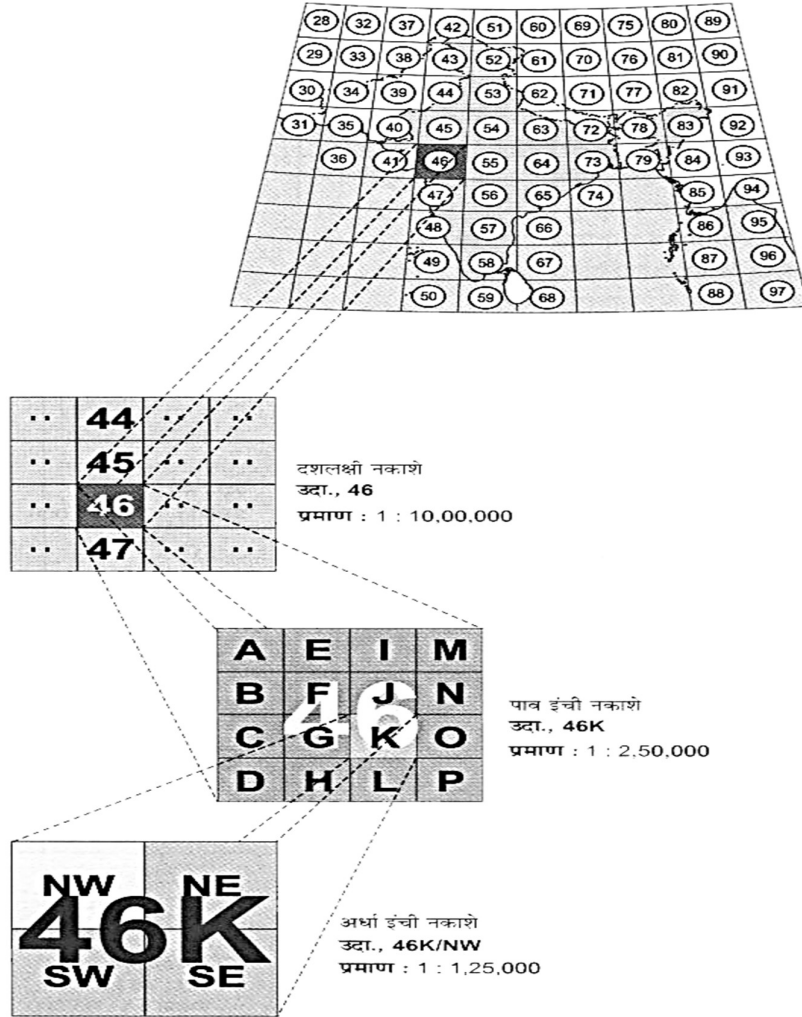 28 32 37 42 51 60 69 75 80 89
29 33 38 43 52 61 70 76 81 90
30 34 39 44 53 62 71 77 82 91
31 35 40 45 54 63 72 78 83 92
36 41 46 55 64 73 79 84 93
47 56 65 74 85 94
48 57 66 86 95
49 58 67 87 96
50 59 68 88 97
.. 44 .. ..
.. 45 .. ..
.. 46 .. ..
.. 47 .. ..
दशलक्षी नकाशे
उदा., 46
प्रमाण : 1 : 10,00,000
A E I M
B F J N
C G K O
D H L P
46
पाव इंची नकाशे
उदा., 46K
प्रमाण : 1 : 2,50,000
NW NE
46K
SW SE
अर्धा इंची नकाशे
उदा., 46K/NW
प्रमाण : 1 : 1,25,000